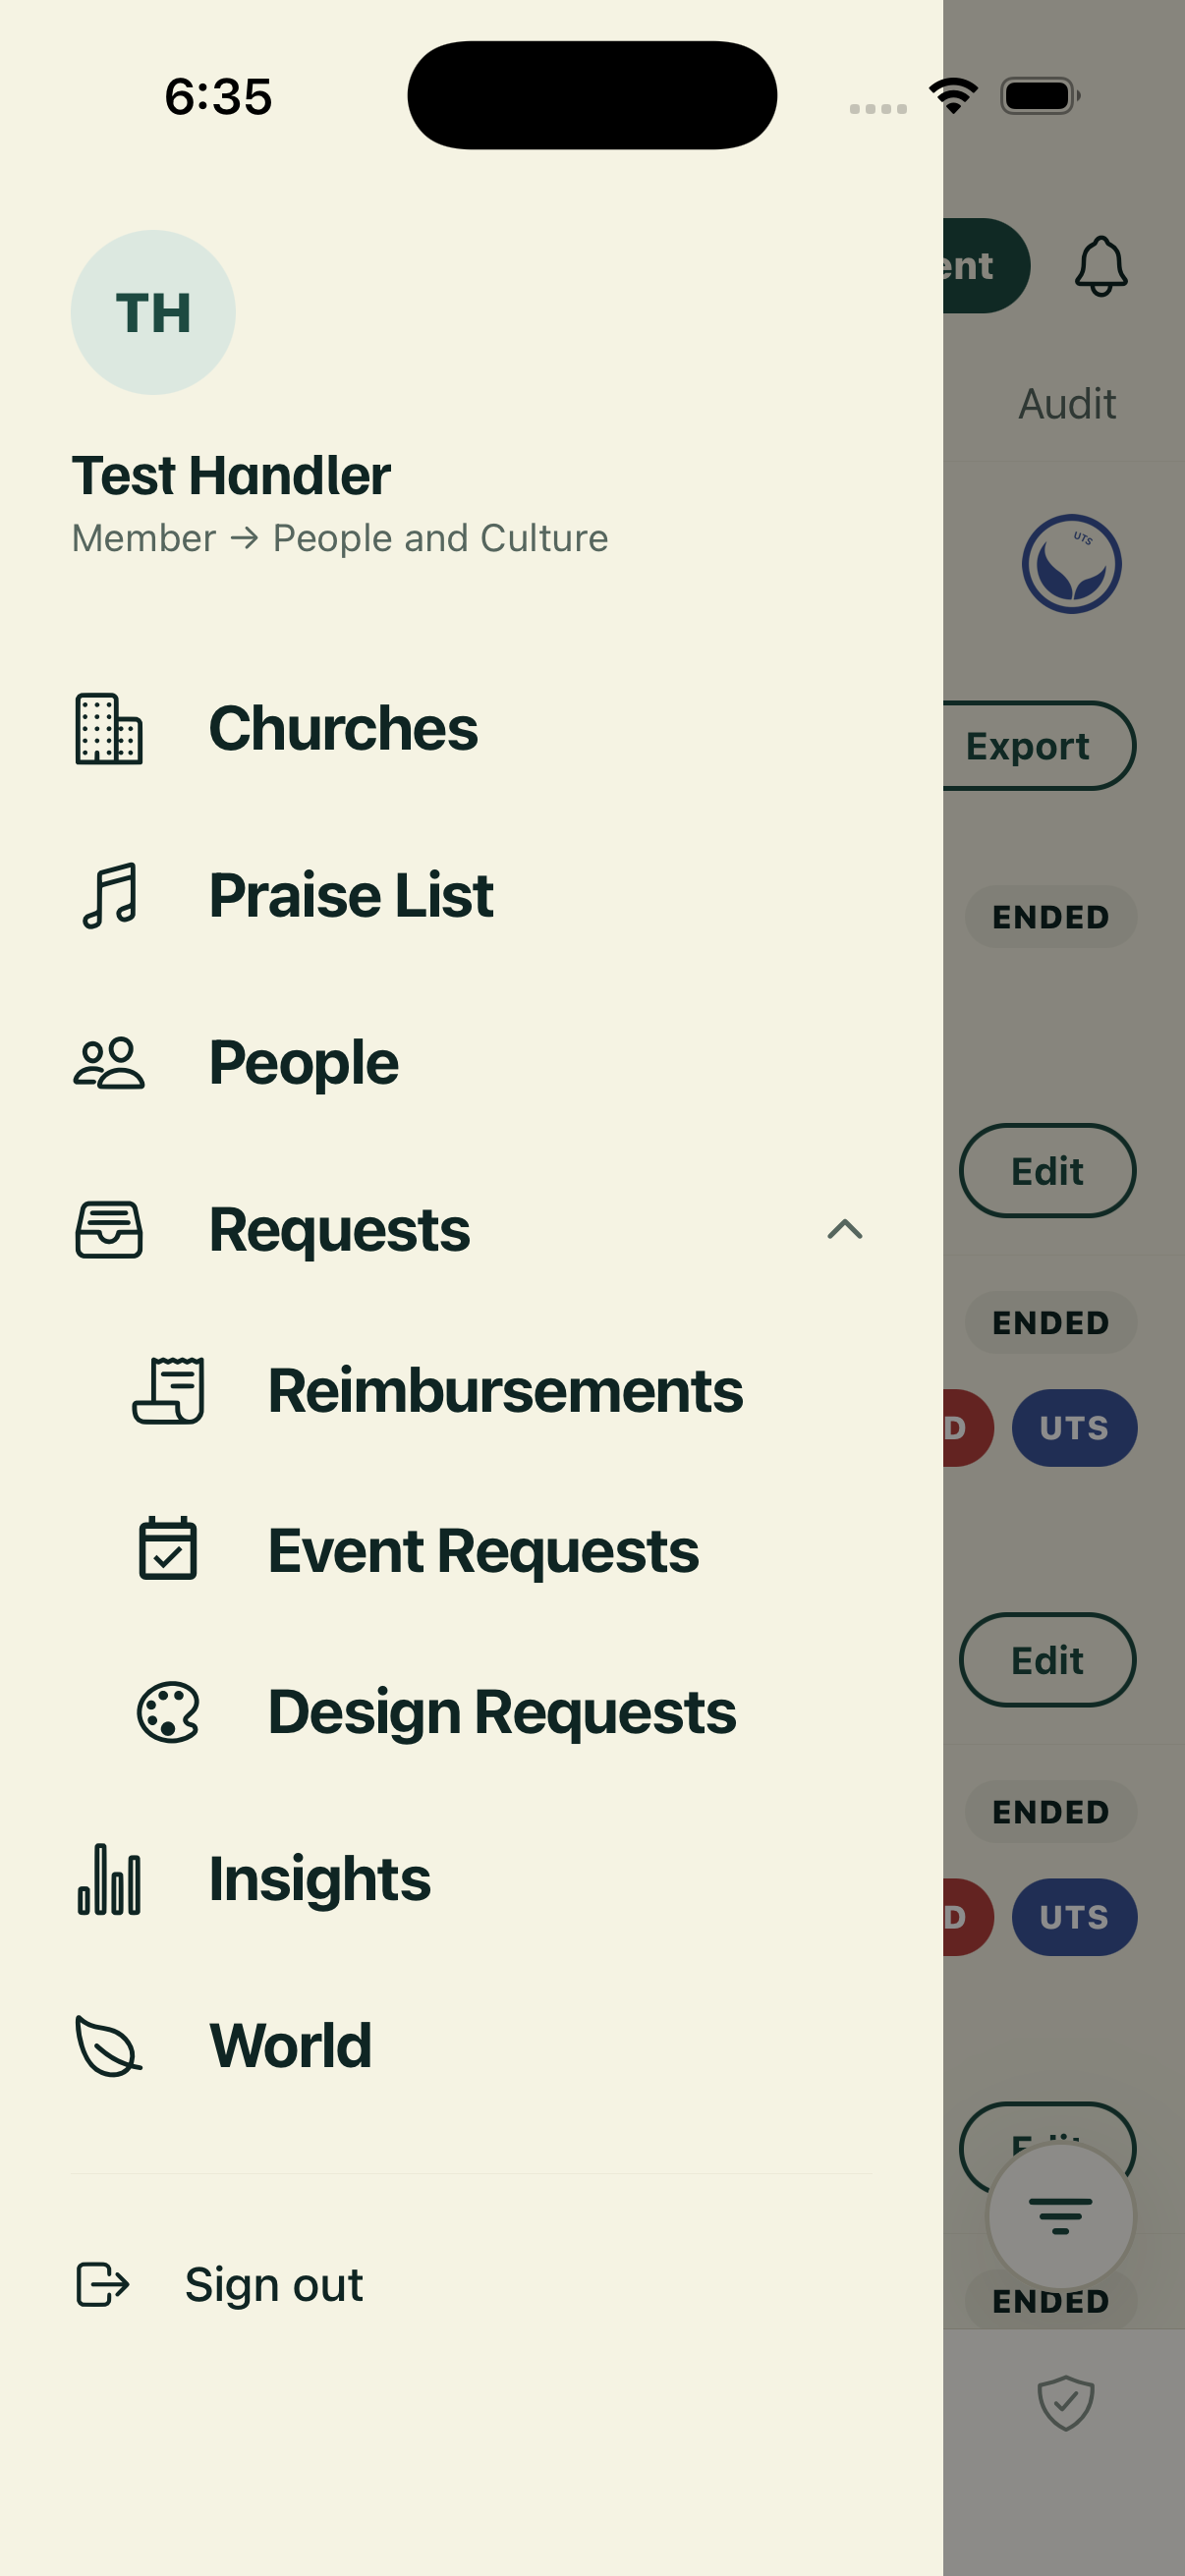 6:35
TH
Test Handler
Member → People and Culture
Churches
Praise List
People
Requests
Reimbursements
Event Requests
Design Requests
Insights
World
Sign out
ent
Audit
UTS
Export
ENDED
Edit
ENDED
D UTS
Edit
ENDED
D UTS
Edit
ENDED